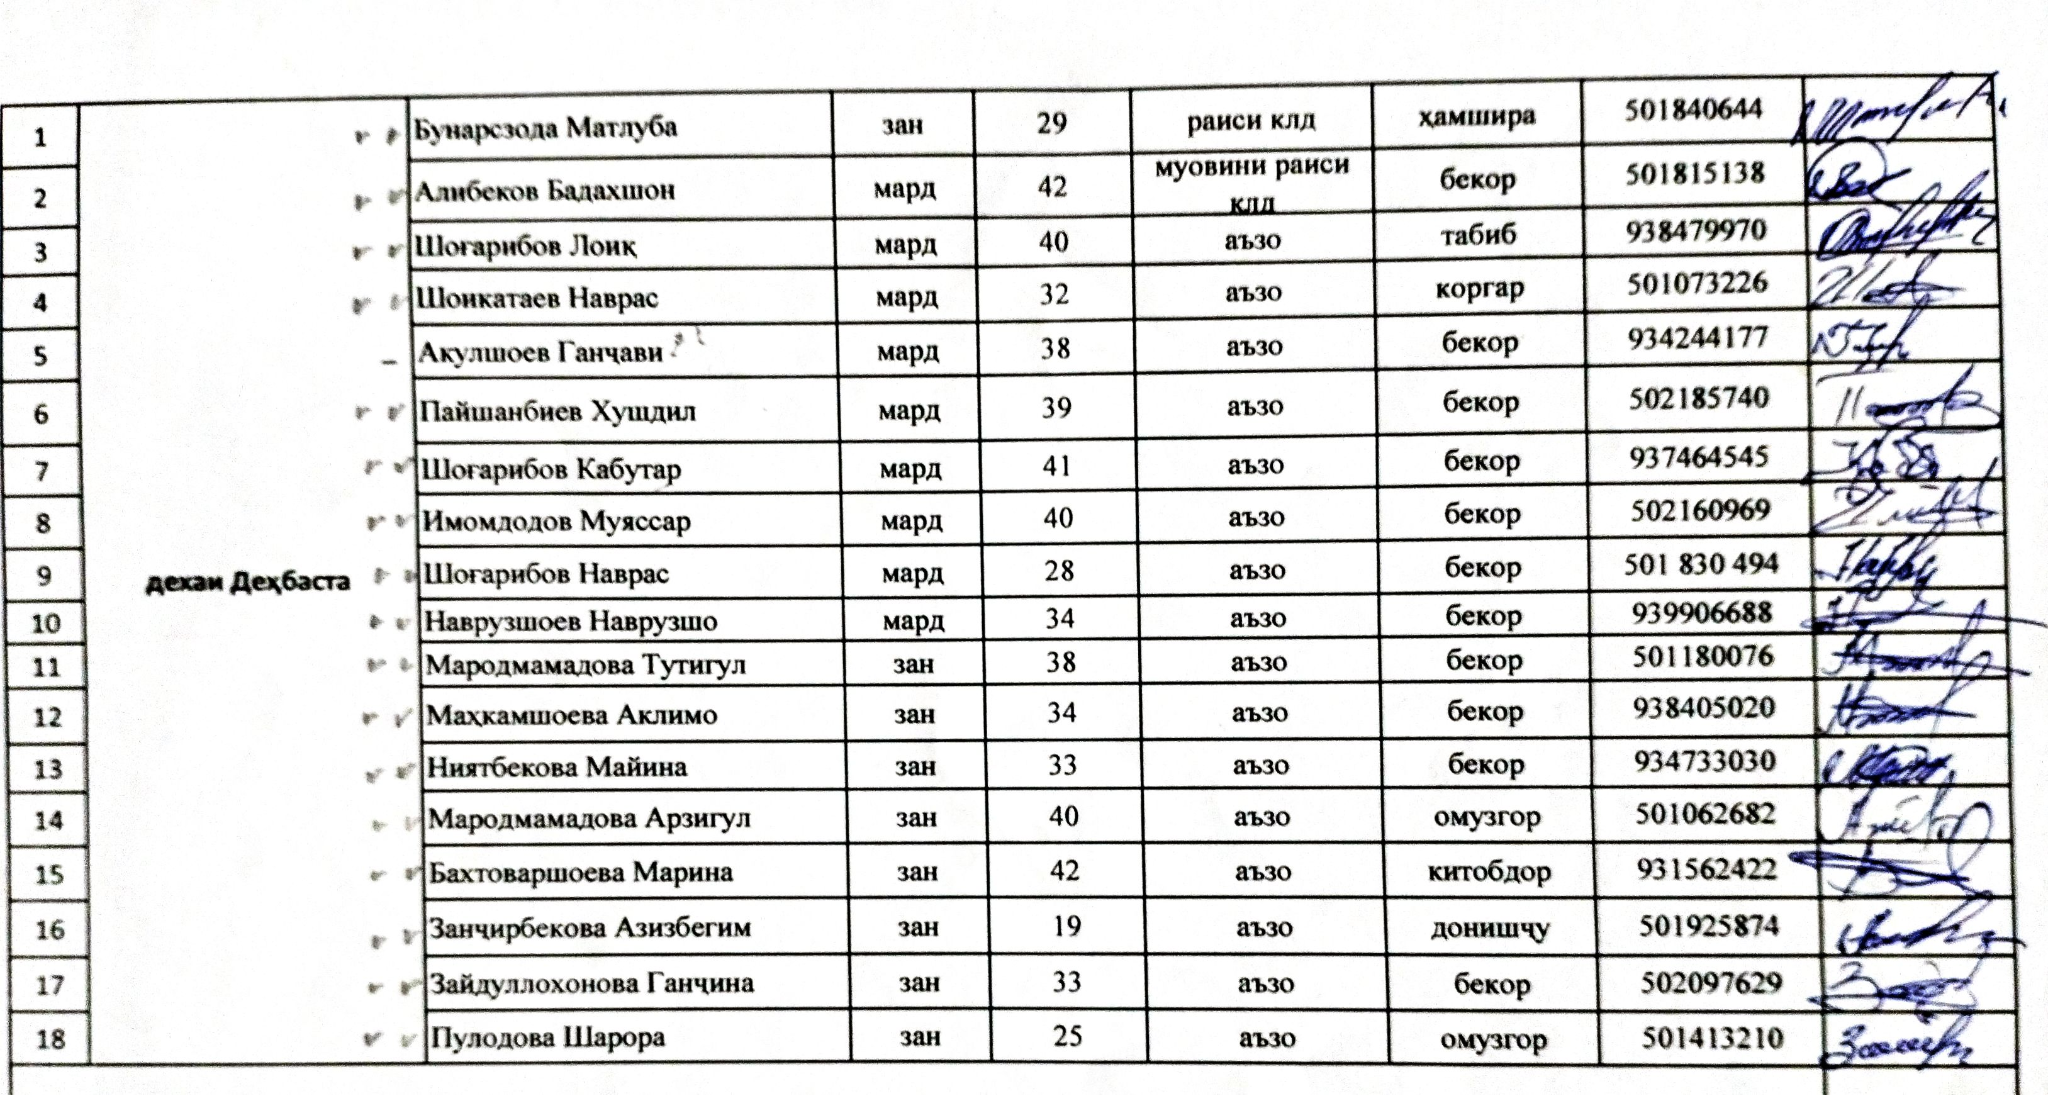 1 Бунарсзода Матлуба зан 29 раиси клд ҳамшира 501840644
2 Алибеков Бадахшон мард 42 муовини раиси клд бекор 501815138
3 Шоғарибов Лоиқ мард 40 аъзо табиб 938479970
4 Шоикатаев Наврас мард 32 аъзо коргар 501073226
5 Акулшоев Ганҷави мард 38 аъзо бекор 934244177
6 Пайшанбиев Хушдил мард 39 аъзо бекор 502185740
7 Шоғарибов Кабутар мард 41 аъзо бекор 937464545
8 Имомдодов Муяссар мард 40 аъзо бекор 502160969
9 дехаи Деҳбаста Шоғарибов Наврас мард 28 аъзо бекор 501 830 494
10 Наврузшоев Наврузшо мард 34 аъзо бекор 939906688
11 Мародмамадова Тутигул зан 38 аъзо бекор 501180076
12 Маҳкамшоева Аклимо зан 34 аъзо бекор 938405020
13 Ниятбекова Майина зан 33 аъзо бекор 934733030
14 Мародмамадова Арзигул зан 40 аъзо омузгор 501062682
15 Бахтоваршоева Марина зан 42 аъзо китобдор 931562422
16 Занҷирбекова Азизбегим зан 19 аъзо донишҷу 501925874
17 Зайдуллохонова Ганҷина зан 33 аъзо бекор 502097629
18 Пулодова Шарора зан 25 аъзо омузгор 501413210